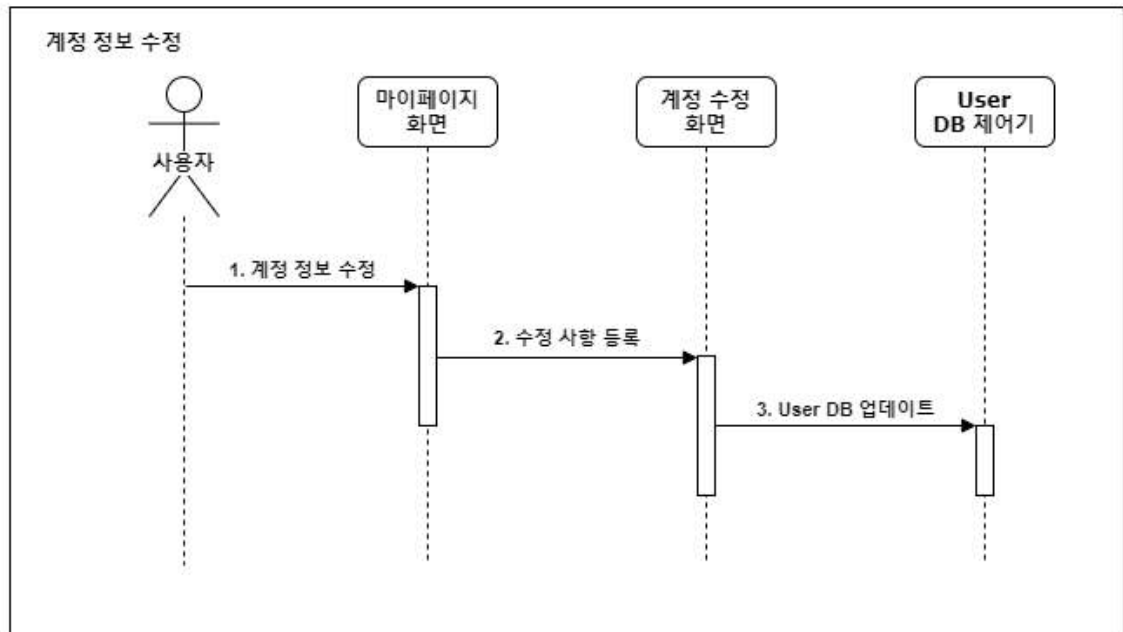 계정 정보 수정
마이페이지
화면
계정 수정
화면
User
DB 제어기
사용자
1. 계정 정보 수정
2. 수정 사항 등록
3. User DB 업데이트